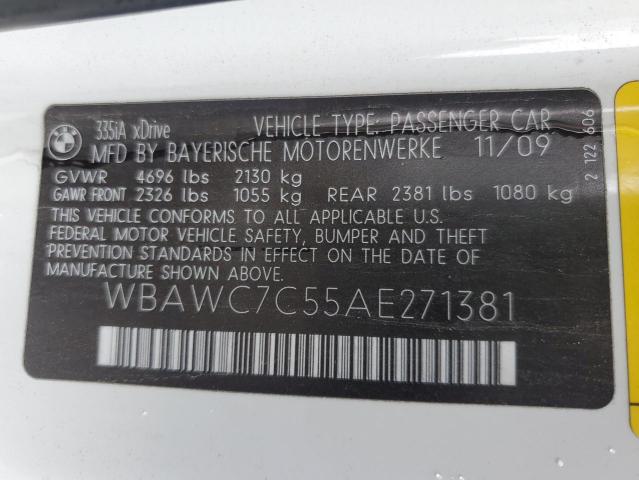 BMW
335iA xDrive VEHICLE TYPE: PASSENGER CAR
MFD BY BAYERISCHE MOTORENWERKE 11/09
GVWR 4696 lbs 2130 kg
GAWR FRONT 2326 lbs 1055 kg REAR 2381 lbs 1080 kg
THIS VEHICLE CONFORMS TO ALL APPLICABLE U.S.
FEDERAL MOTOR VEHICLE SAFETY, BUMPER AND THEFT
PREVENTION STANDARDS IN EFFECT ON THE DATE OF
MANUFACTURE SHOWN ABOVE.
WBAWC7C55AE271381
2 122 606